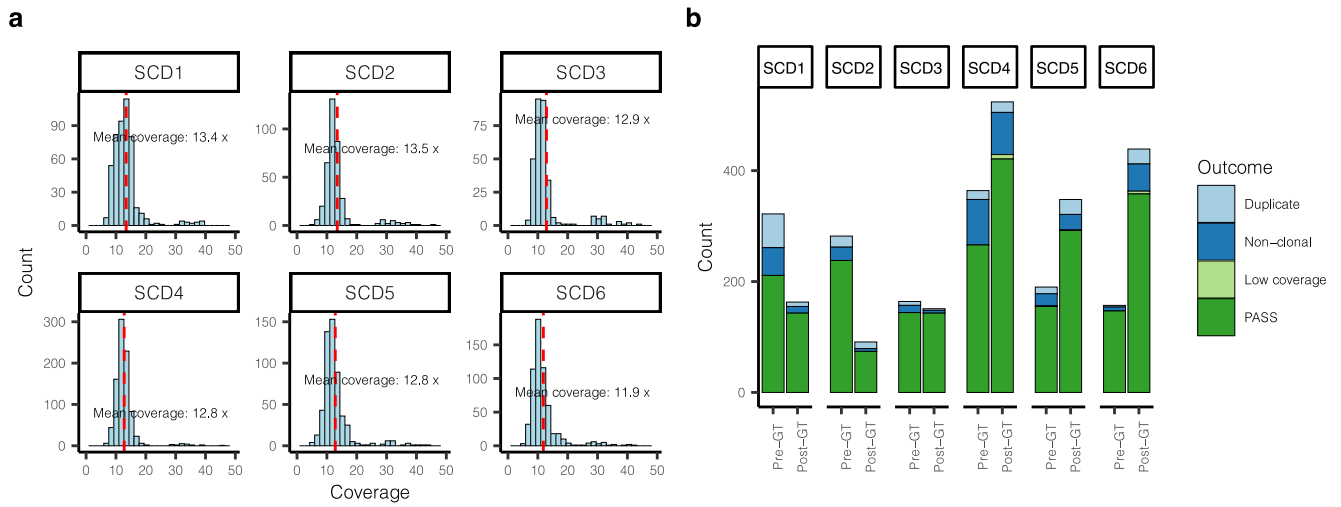 a
SCD1
SCD2
SCD3
Mean coverage: 13.4 x
Mean coverage: 13.5 x
Mean coverage: 12.9 x
90
60
30
0
100
50
0
75
50
25
0
0 10 20 30 40 50
0 10 20 30 40 50
0 10 20 30 40 50
Count
SCD4
SCD5
SCD6
Mean coverage: 12.8 x
Mean coverage: 12.8 x
Mean coverage: 11.9 x
300
200
100
0
150
100
50
0
150
100
50
0
0 10 20 30 40 50
0 10 20 30 40 50
0 10 20 30 40 50
Coverage
b
SCD1
SCD2
SCD3
SCD4
SCD5
SCD6
Count
400
200
0
Pre−GT
Post−GT
Pre−GT
Post−GT
Pre−GT
Post−GT
Pre−GT
Post−GT
Pre−GT
Post−GT
Pre−GT
Post−GT
Outcome
Duplicate
Non−clonal
Low coverage
PASS